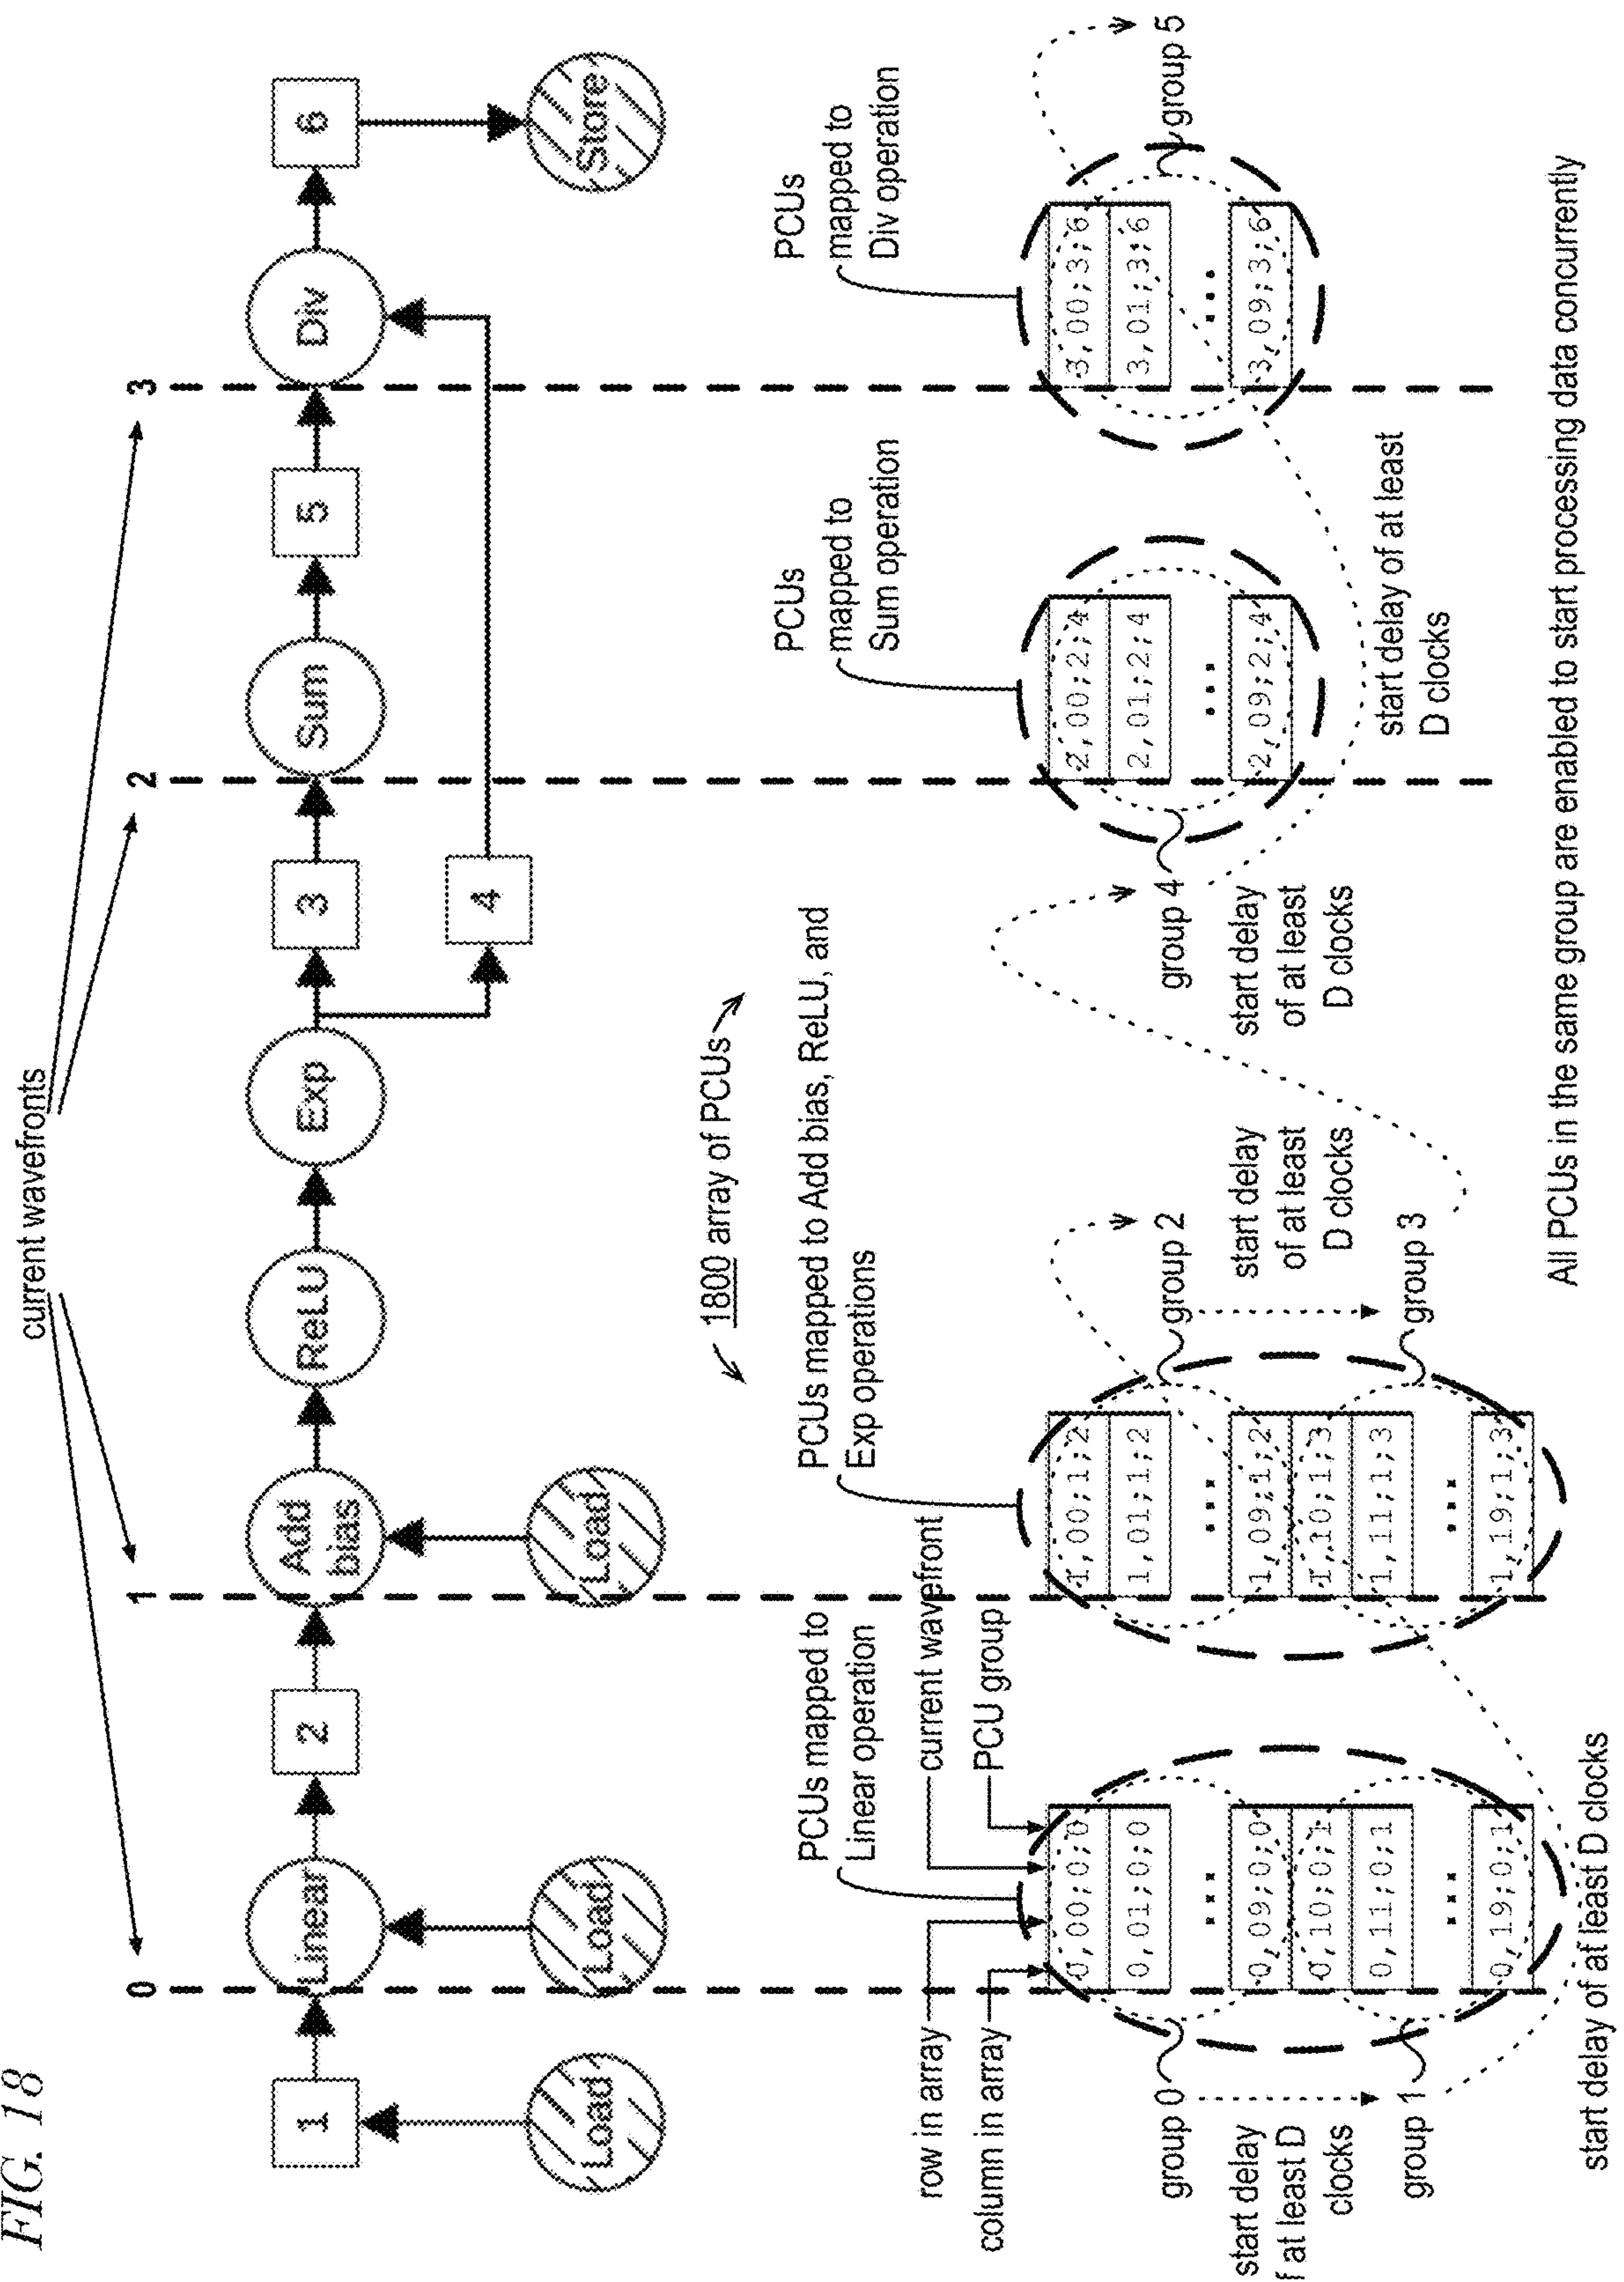 FIG. 18
current wavefronts
0
1
2
3
1
Linear
2
Add
bias
ReLU
Exp
3
Sum
5
Div
6
4
Load
Load
Load
Store
1800 array of PCUs
PCUs mapped to
Linear operation
PCUs mapped to Add bias, ReLU, and
Exp operations
PCUs
mapped to
Sum operation
PCUs
mapped to
Div operation
row in array
column in array
current wavefront
PCU group
0,00;0;0
0,01;0;0
...
0,09;0;0
0,10;0;1
0,11;0;1
...
0,19;0;1
1,00;1;2
1,01;1;2
...
1,09;1;2
1,10;1;3
1,11;1;3
...
1,19;1;3
2,00;2;4
2,01;2;4
...
2,09;2;4
3,00;3;6
3,01;3;6
...
3,09;3;6
group 0
start delay
f at least D
clocks
group 1
group 2
start delay
of at least
D clocks
group 3
group 4
start delay
of at least
D clocks
group 5
start delay of at least
D clocks
start delay of at least D clocks
All PCUs in the same group are enabled to start processing data concurrently